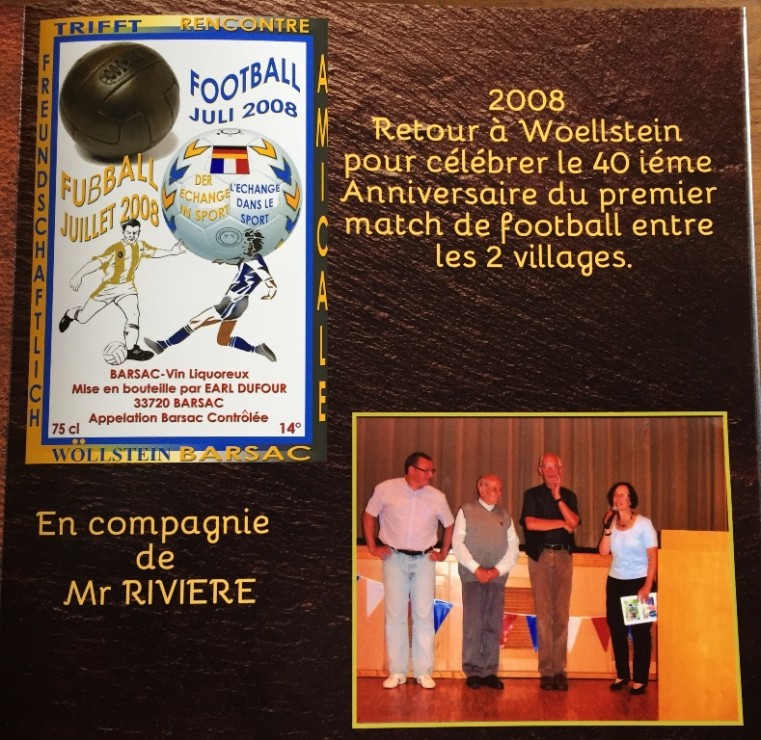 TRIFFT RENCONTRE
FREUNDSCHAFTLICH
AMICALE
FOOTBALL
JULI 2008
FUBBALL
JUILLET 2008
DER
ECHANGE
IN SPORT
L'ECHANGE
DANS LE
SPORT
BARSAC-Vin Liquoreux
Mise en bouteille par EARL DUFOUR
33720 BARSAC
Appelation Barsac Contrôlée
75 cl 14°
WÖLLSTEIN BARSAC
2008
Retour à Woellstein
pour célébrer le 40 iéme
Anniversaire du premier
match de football entre
les 2 villages.
En compagnie
de
Mr RIVIERE